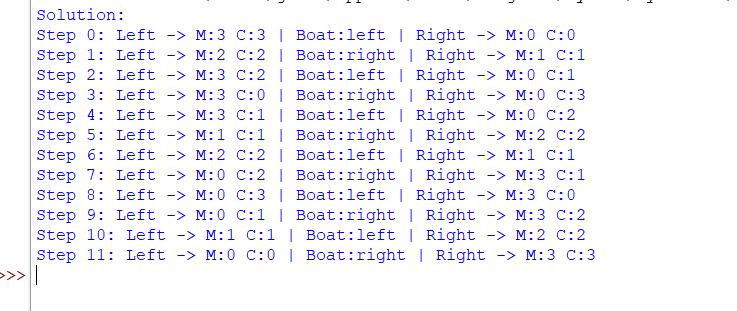 Solution:
Step 0: Left -> M:3 C:3 | Boat:left | Right -> M:0 C:0
Step 1: Left -> M:2 C:2 | Boat:right | Right -> M:1 C:1
Step 2: Left -> M:3 C:2 | Boat:left | Right -> M:0 C:1
Step 3: Left -> M:3 C:0 | Boat:right | Right -> M:0 C:3
Step 4: Left -> M:3 C:1 | Boat:left | Right -> M:0 C:2
Step 5: Left -> M:1 C:1 | Boat:right | Right -> M:2 C:2
Step 6: Left -> M:2 C:2 | Boat:left | Right -> M:1 C:1
Step 7: Left -> M:0 C:2 | Boat:right | Right -> M:3 C:1
Step 8: Left -> M:0 C:3 | Boat:left | Right -> M:3 C:0
Step 9: Left -> M:0 C:1 | Boat:right | Right -> M:3 C:2
Step 10: Left -> M:1 C:1 | Boat:left | Right -> M:2 C:2
Step 11: Left -> M:0 C:0 | Boat:right | Right -> M:3 C:3
>>>